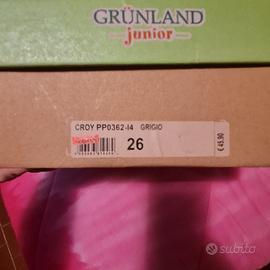 GRÜNLAND
junior
CROY PP0362-I4 GRIGIO
26
€ 45,90
subito